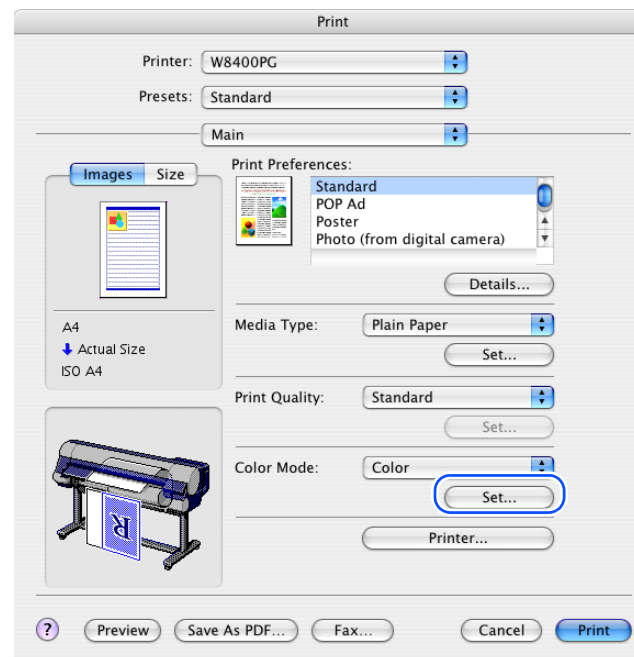 Print
Printer: W8400PG
Presets: Standard
Main
Images Size
A4
Actual Size
ISO A4
Print Preferences:
Standard
POP Ad
Poster
Photo (from digital camera)
Details...
Media Type: Plain Paper
Set...
Print Quality: Standard
Set...
Color Mode: Color
Set...
Printer...
R
? Preview Save As PDF... Fax... Cancel Print